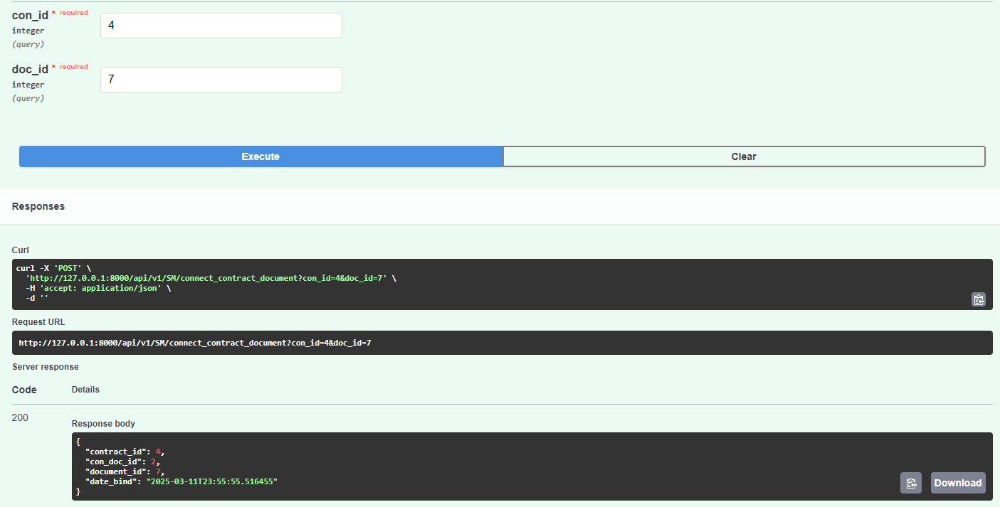 con_id * required
integer
(query)
4
doc_id * required
integer
(query)
7
Execute
Clear
Responses
Curl
curl -X 'POST' \
  'http://127.0.0.1:8000/api/v1/SM/connect_contract_document?con_id=4&doc_id=7' \
  -H 'accept: application/json' \
  -d ''
Request URL
http://127.0.0.1:8000/api/v1/SM/connect_contract_document?con_id=4&doc_id=7
Server response
Code Details
200
Response body
{
  "contract_id": 4,
  "con_doc_id": 2,
  "document_id": 7,
  "date_bind": "2025-03-11T23:55:55.516455"
}
Download